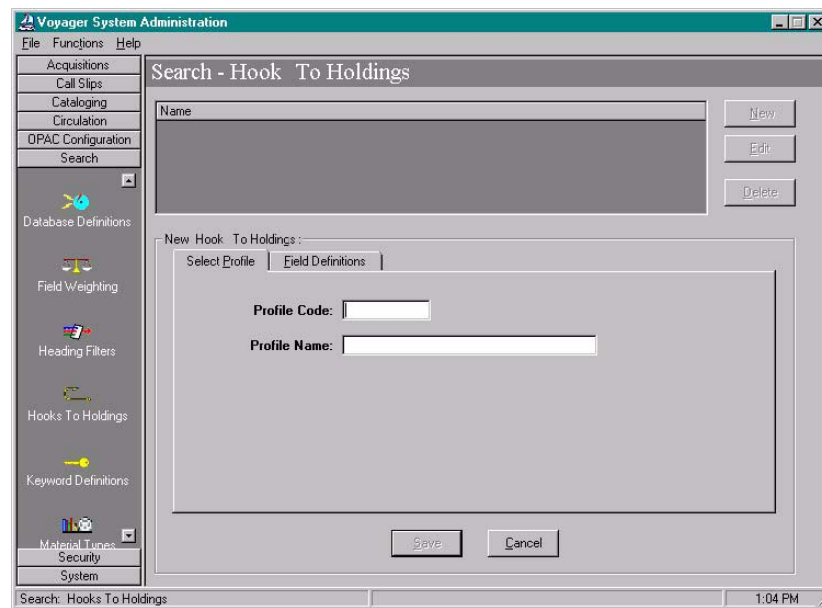 Voyager System Administration
File Functions Help
Acquisitions
Call Slips
Cataloging
Circulation
OPAC Configuration
Search
Database Definitions
Field Weighting
Heading Filters
Hooks To Holdings
Keyword Definitions
Material Types
Security
System
Search - Hook To Holdings
Name
New
Edit
Delete
New Hook To Holdings:
Select Profile Field Definitions
Profile Code:
Profile Name:
Save Cancel
Search: Hooks To Holdings 1:04 PM